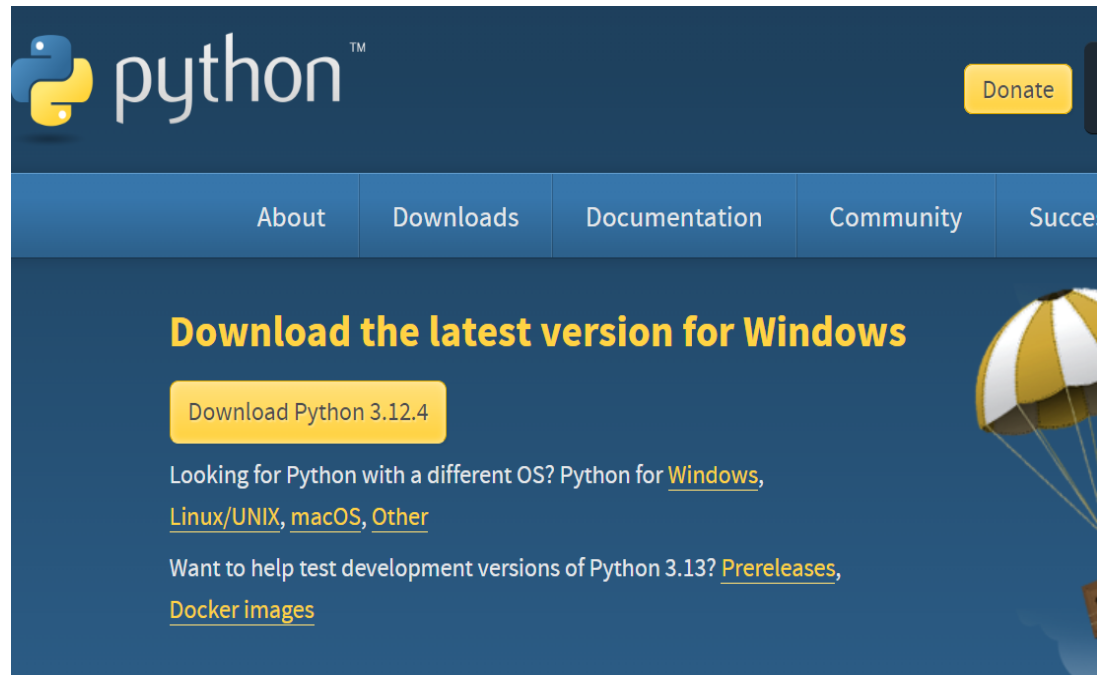 python™
Donate
About Downloads Documentation Community Succes
Download the latest version for Windows
Download Python 3.12.4
Looking for Python with a different OS? Python for Windows,
Linux/UNIX, macOS, Other
Want to help test development versions of Python 3.13? Prereleases,
Docker images